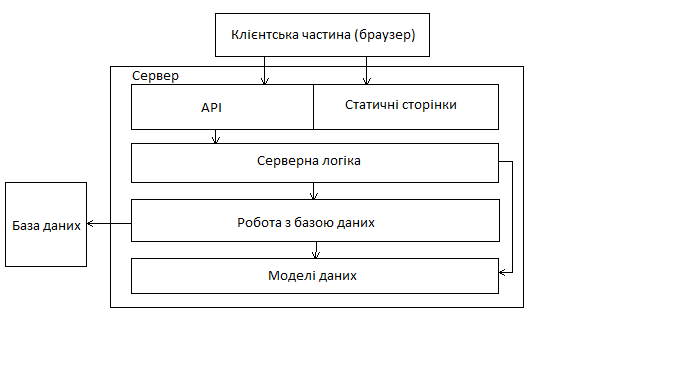 Клієнтська частина (браузер)
Сервер
API
Статичні сторінки
Серверна логіка
База даних
Робота з базою даних
Моделі даних